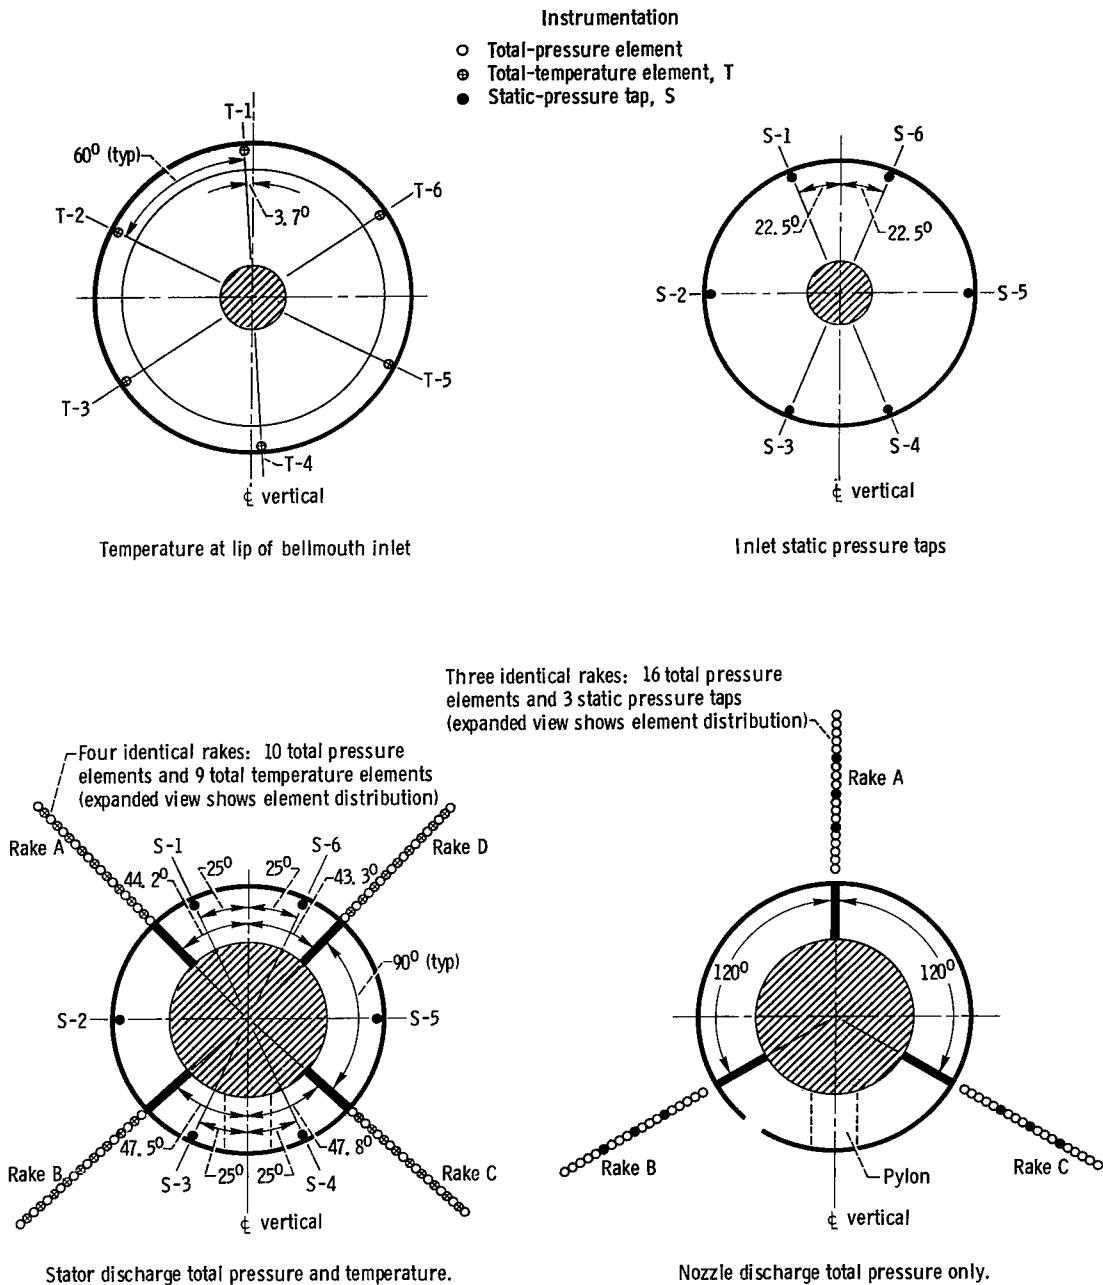 Instrumentation
Total-pressure element
Total-temperature element, T
Static-pressure tap, S
T-1
60⁰ (typ)
T-6
T-2
3.7⁰
T-3
T-5
T-4
℄ vertical
Temperature at lip of bellmouth inlet
S-1
S-6
22.5⁰
22.5⁰
S-2
S-5
S-3
S-4
℄ vertical
Inlet static pressure taps
Four identical rakes: 10 total pressure
elements and 9 total temperature elements
(expanded view shows element distribution)
Rake A
S-1
S-6
Rake D
44.2⁰
25⁰
25⁰
43.3⁰
90⁰ (typ)
S-2
S-5
47.5⁰
47.8⁰
Rake B
S-3
25⁰
25⁰
S-4
Rake C
℄ vertical
Stator discharge total pressure and temperature.
Three identical rakes: 16 total pressure
elements and 3 static pressure taps
(expanded view shows element distribution)
Rake A
120⁰
120⁰
Rake B
Pylon
Rake C
℄ vertical
Nozzle discharge total pressure only.